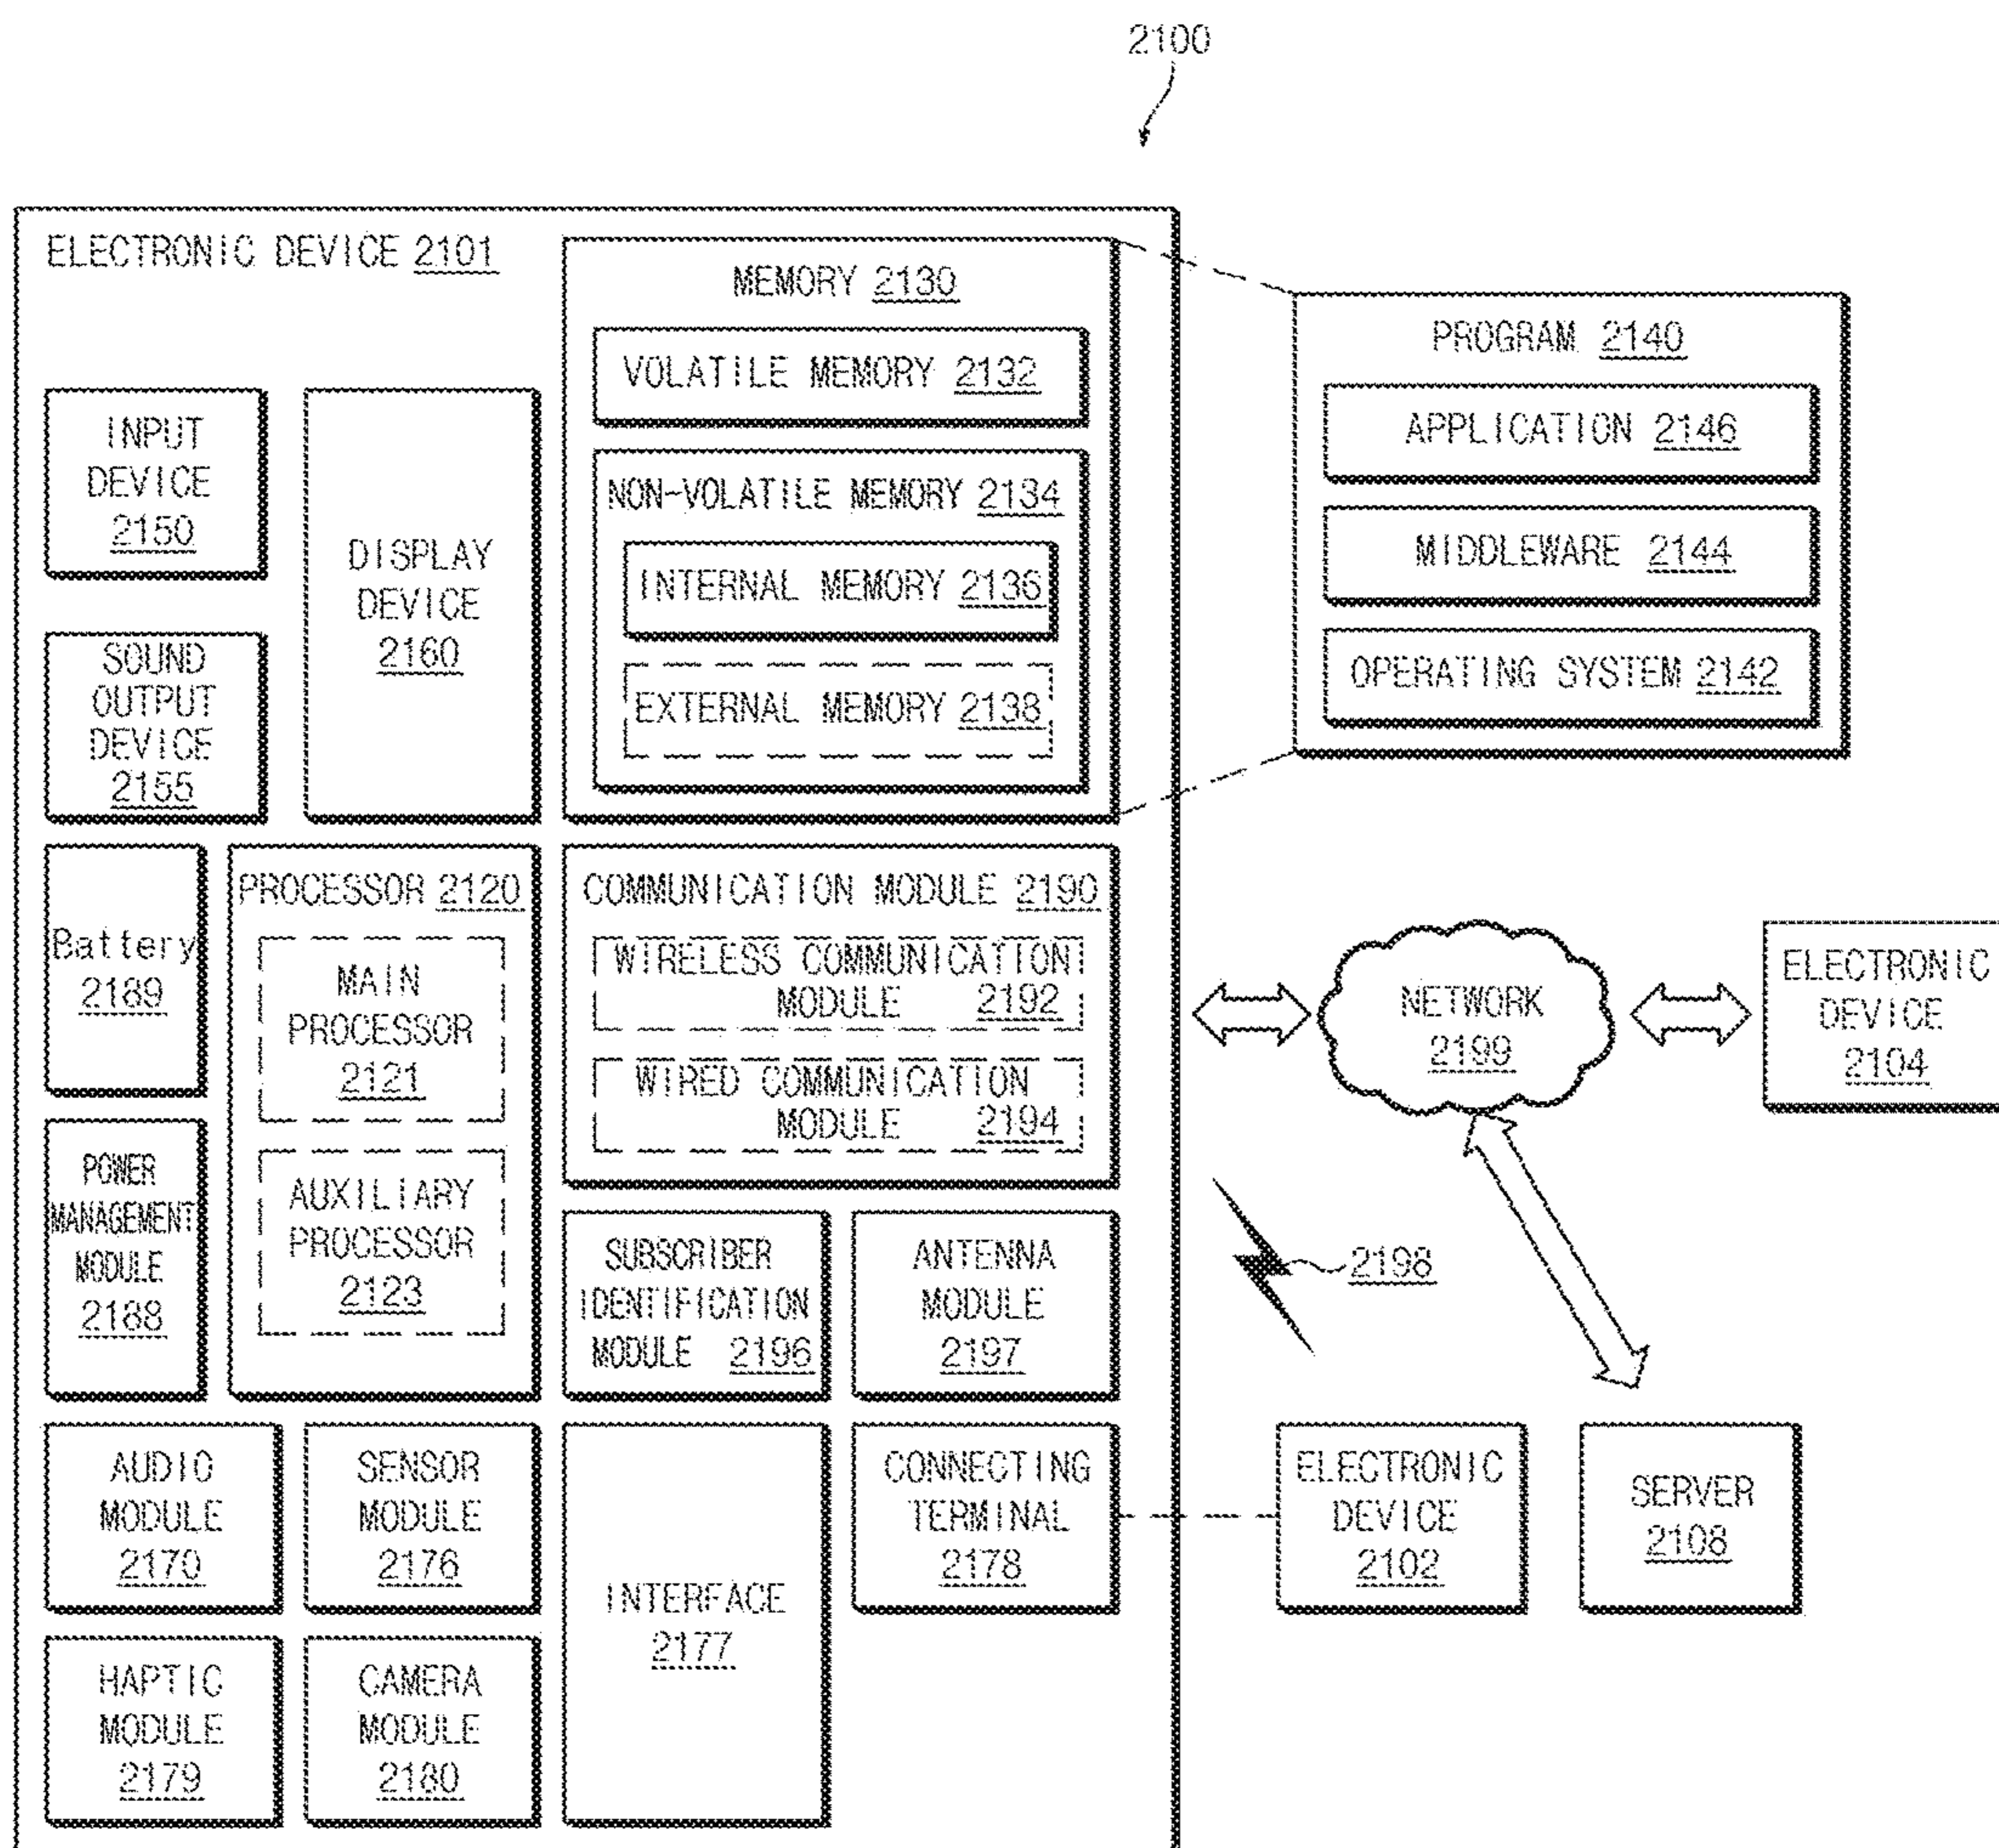 2100
ELECTRONIC DEVICE 2101
MEMORY 2130
VOLATILE MEMORY 2132
NON-VOLATILE MEMORY 2134
INTERNAL MEMORY 2136
EXTERNAL MEMORY 2138
PROGRAM 2140
APPLICATION 2146
MIDDLEWARE 2144
OPERATING SYSTEM 2142
INPUT
DEVICE
2150
DISPLAY
DEVICE
2160
SOUND
OUTPUT
DEVICE
2155
Battery
2189
PROCESSOR 2120
MAIN
PROCESSOR
2121
AUXILIARY
PROCESSOR
2123
COMMUNICATION MODULE 2190
WIRELESS COMMUNICATION
MODULE 2192
WIRED COMMUNICATION
MODULE 2194
NETWORK
2199
ELECTRONIC
DEVICE
2104
POWER
MANAGEMENT
MODULE
2188
SUBSCRIBER
IDENTIFICATION
MODULE 2196
ANTENNA
MODULE
2197
2198
AUDIO
MODULE
2170
SENSOR
MODULE
2176
INTERFACE
2177
CONNECTING
TERMINAL
2178
ELECTRONIC
DEVICE
2102
SERVER
2108
HAPTIC
MODULE
2179
CAMERA
MODULE
2180